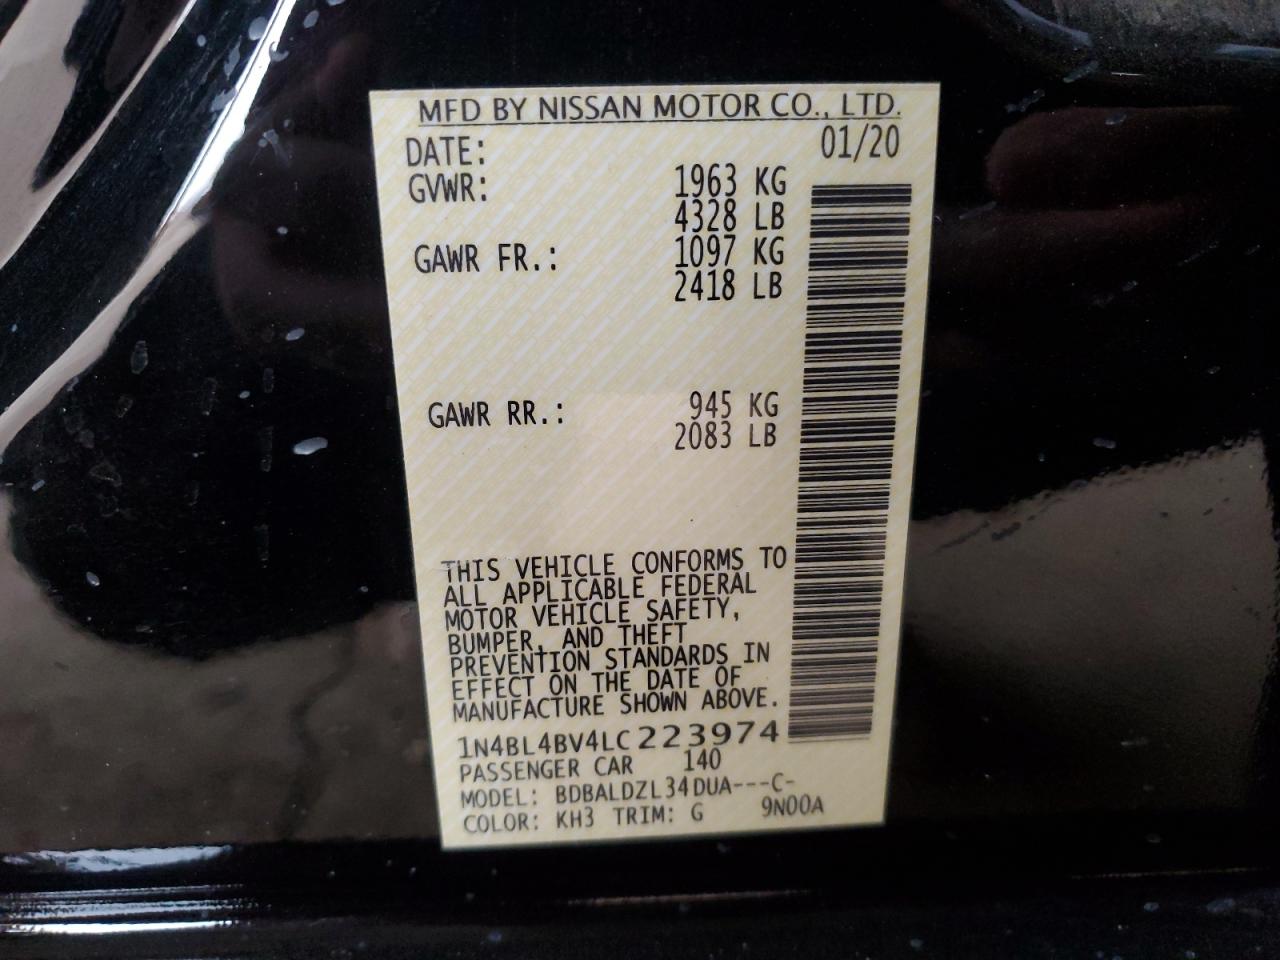 MFD BY NISSAN MOTOR CO., LTD.
DATE: 01/20
GVWR: 1963 KG
4328 LB
GAWR FR.: 1097 KG
2418 LB
GAWR RR.: 945 KG
2083 LB
THIS VEHICLE CONFORMS TO
ALL APPLICABLE FEDERAL
MOTOR VEHICLE SAFETY,
BUMPER, AND THEFT
PREVENTION STANDARDS IN
EFFECT ON THE DATE OF
MANUFACTURE SHOWN ABOVE.
1N4BL4BV4LC223974
PASSENGER CAR 140
MODEL: BDBALDZL34DUA---C-
COLOR: KH3 TRIM: G 9N00A